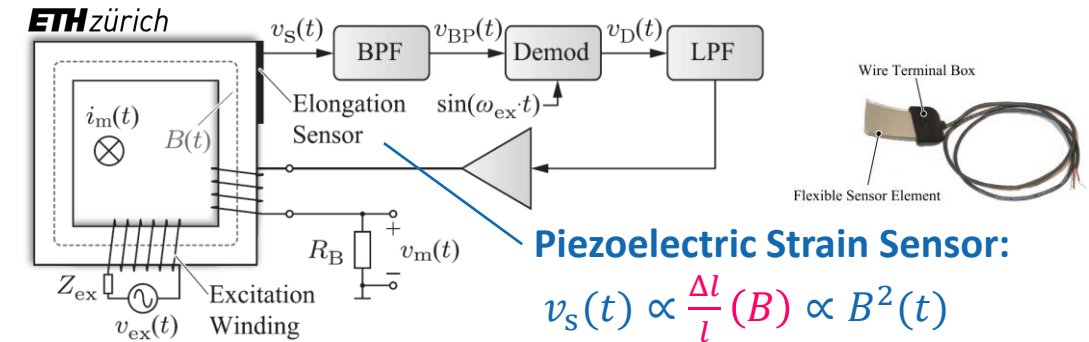 ETH zürich
v_S(t)
BPF
v_BP(t)
Demod
v_D(t)
LPF
sin(ω_ex·t)
Elongation
Sensor
i_m(t)
B(t)
R_B
+
v_m(t)
−
Z_ex
v_ex(t)
Excitation
Winding
Wire Terminal Box
Flexible Sensor Element
Piezoelectric Strain Sensor:
v_s(t) ∝ Δl/l (B) ∝ B²(t)